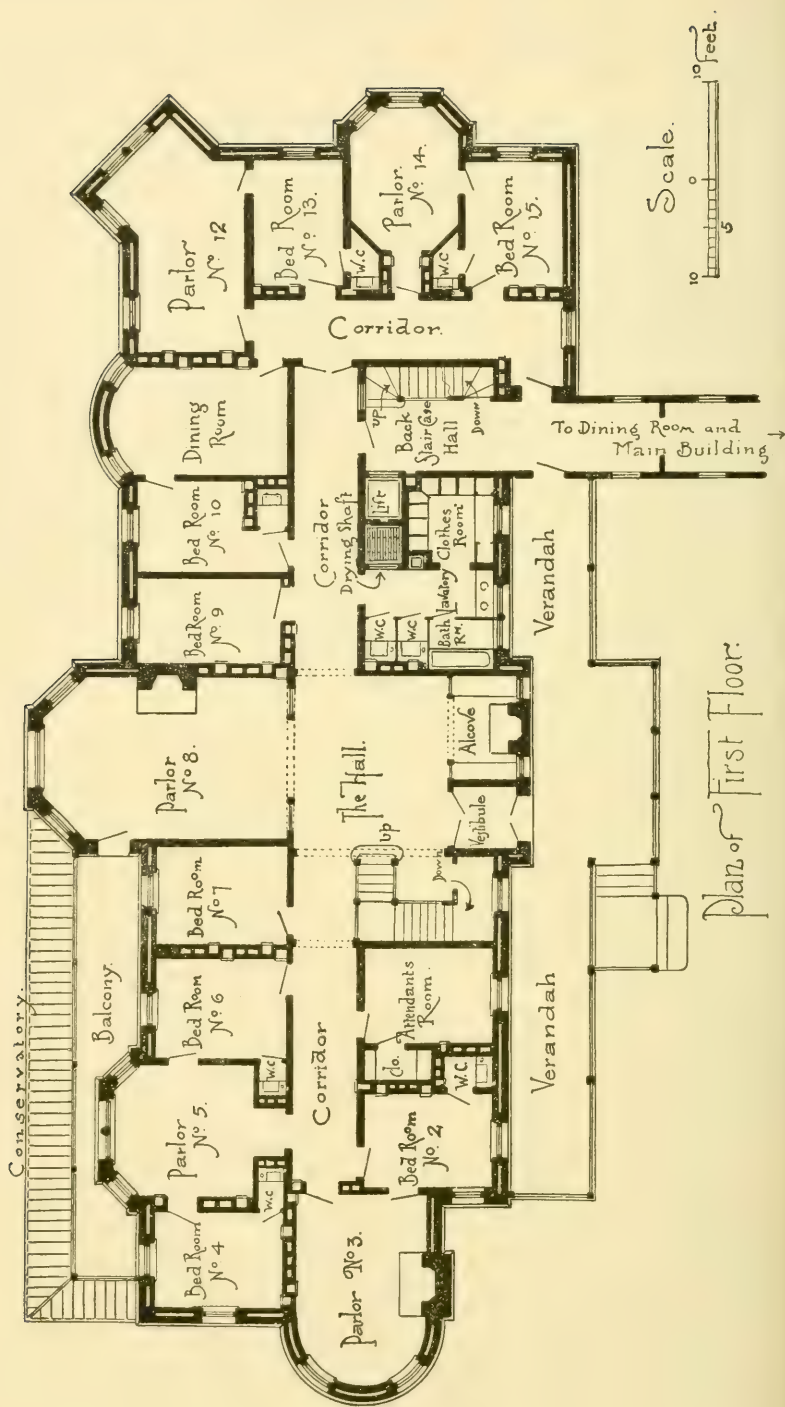 Conservatory.
Balcony.
Bed Room
Nº 4
W.C
Parlor
Nº 5.
Bed Room
Nº 6
W.C
Bed Room
Nº 7
Parlor
Nº 8.
Bed Room
Nº 9
Bed Room
Nº 10
Dining
Room
Parlor
Nº 12
Bed Room
Nº 13.
W.C
Parlor.
Nº 14.
W.C
Bed Room
Nº 15.
Corridor.
Parlor Nº 3.
Corridor
Bed Room
Nº 2
W.C.
Clo.
Attendants
Room.
Up
Down
The Hall.
Vestibule
Alcove
Corridor
Drying Shaft
Lift
W.C
W.C
Bath
Rm.
Lavatory
Clothes
Room
Up
Back
Stair Case
Hall
Down
To Dining Room and
Main Building
Verandah
Verandah
Plan of First Floor.
Scale.
10
5
0
10 feet.